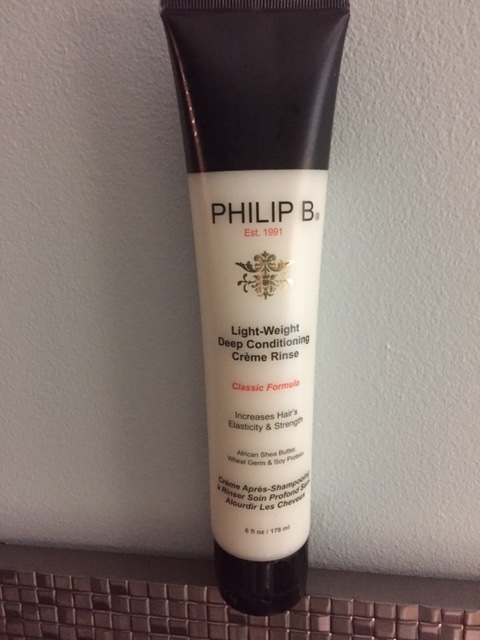 PHILIP B®
Est. 1991
Light-Weight
Deep Conditioning
Crème Rinse
Classic Formula
Increases Hair's
Elasticity & Strength
African Shea Butter,
Wheat Germ & Soy Protein
Crème Après-Shampooing
à Rinser Soin Profond Sans
Alourdir Les Cheveux
6 fl oz / 178 ml